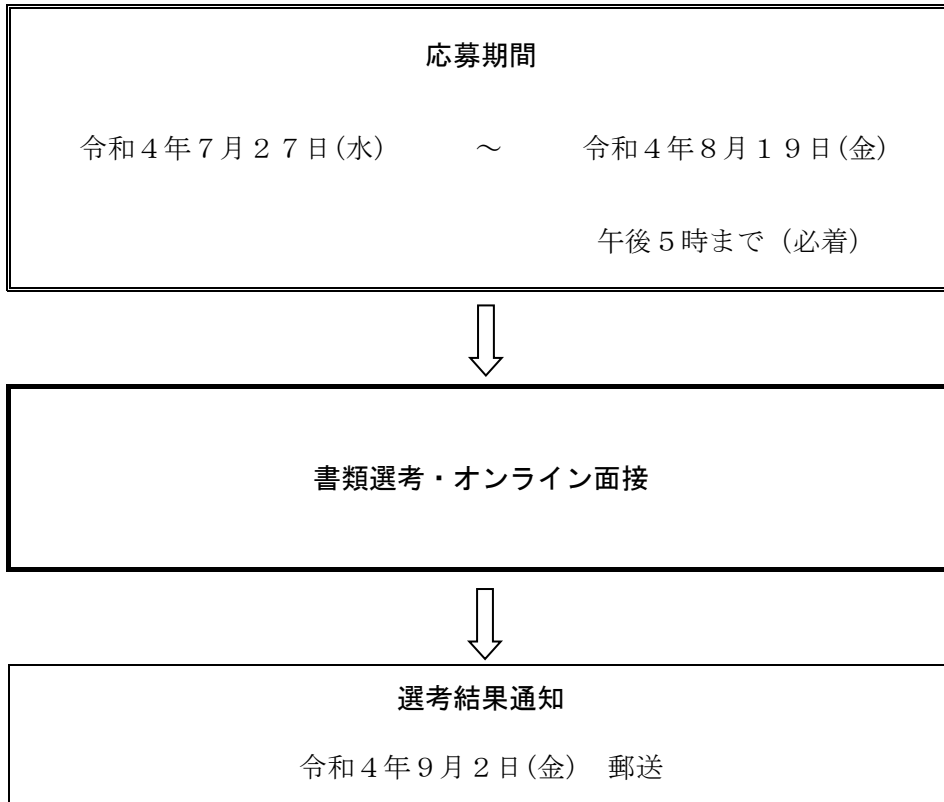 応募期間
令和４年７月２７日(水)　　～　　令和４年８月１９日(金)
午後５時まで（必着）
書類選考・オンライン面接
選考結果通知
令和４年９月２日(金)　郵送